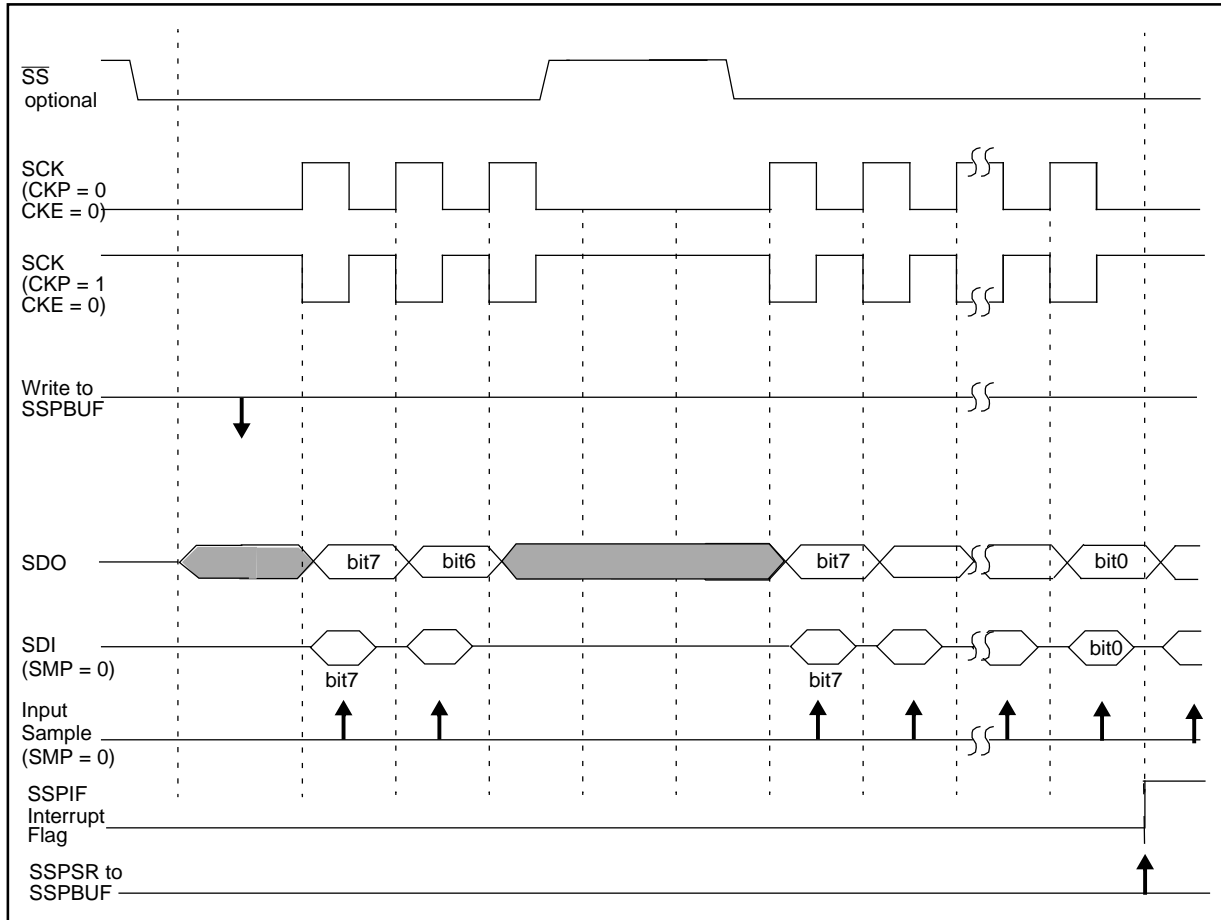 SS
optional
SCK
(CKP = 0
CKE = 0)
SCK
(CKP = 1
CKE = 0)
Write to
SSPBUF
SDO
bit7
bit6
bit7
bit0
SDI
(SMP = 0)
bit7
bit7
bit0
Input
Sample
(SMP = 0)
SSPIF
Interrupt
Flag
SSPSR to
SSPBUF